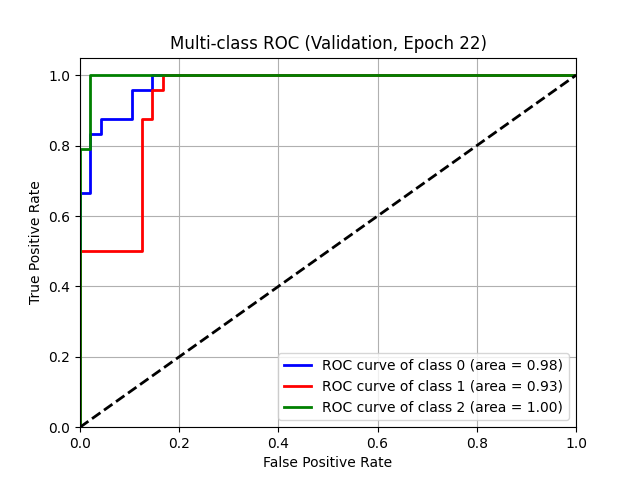 Multi-class ROC (Validation, Epoch 22)
True Positive Rate
1.0
0.8
0.6
0.4
0.2
0.0
ROC curve of class 0 (area = 0.98)
ROC curve of class 1 (area = 0.93)
ROC curve of class 2 (area = 1.00)
0.0 0.2 0.4 0.6 0.8 1.0
False Positive Rate